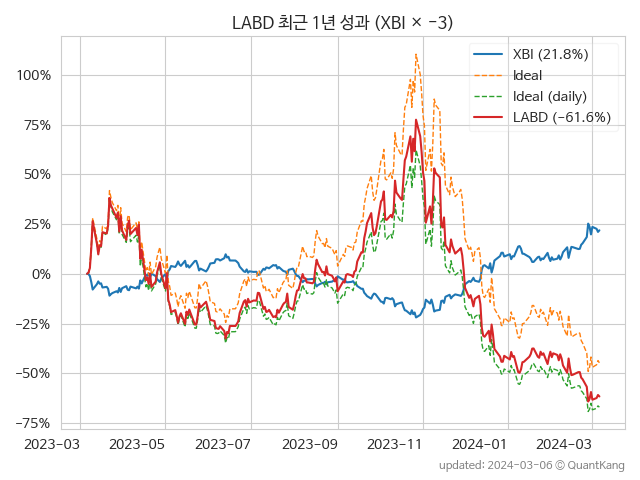 LABD 최근 1년 성과 (XBI × −3)
XBI (21.8%)
Ideal
Ideal (daily)
LABD (−61.6%)
100%
75%
50%
25%
0%
−25%
−50%
−75%
2023−03 2023−05 2023−07 2023−09 2023−11 2024−01 2024−03
updated: 2024-03-06 ⓒ QuantKang